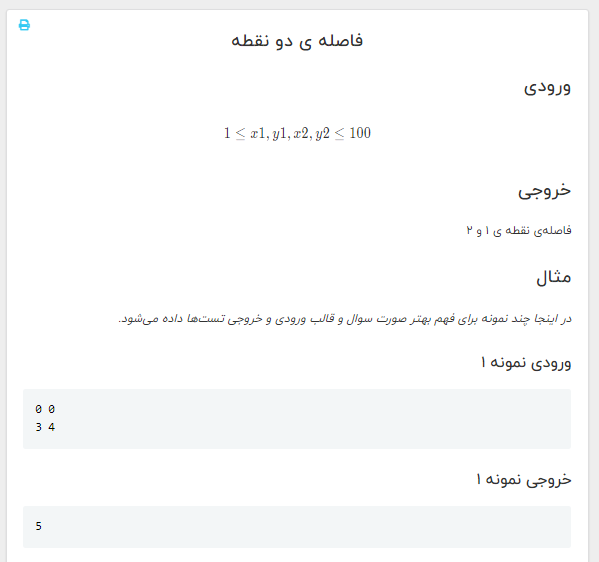 فاصله ی دو نقطه
ورودی
1 ≤ x1, y1, x2, y2 ≤ 100
خروجی
فاصله‌ی نقطه ی ۱ و ۲
مثال
در اینجا چند نمونه برای فهم بهتر صورت سوال و قالب ورودی و خروجی تست‌ها داده می‌شود.
ورودی نمونه ۱
0 0
3 4
خروجی نمونه ۱
5